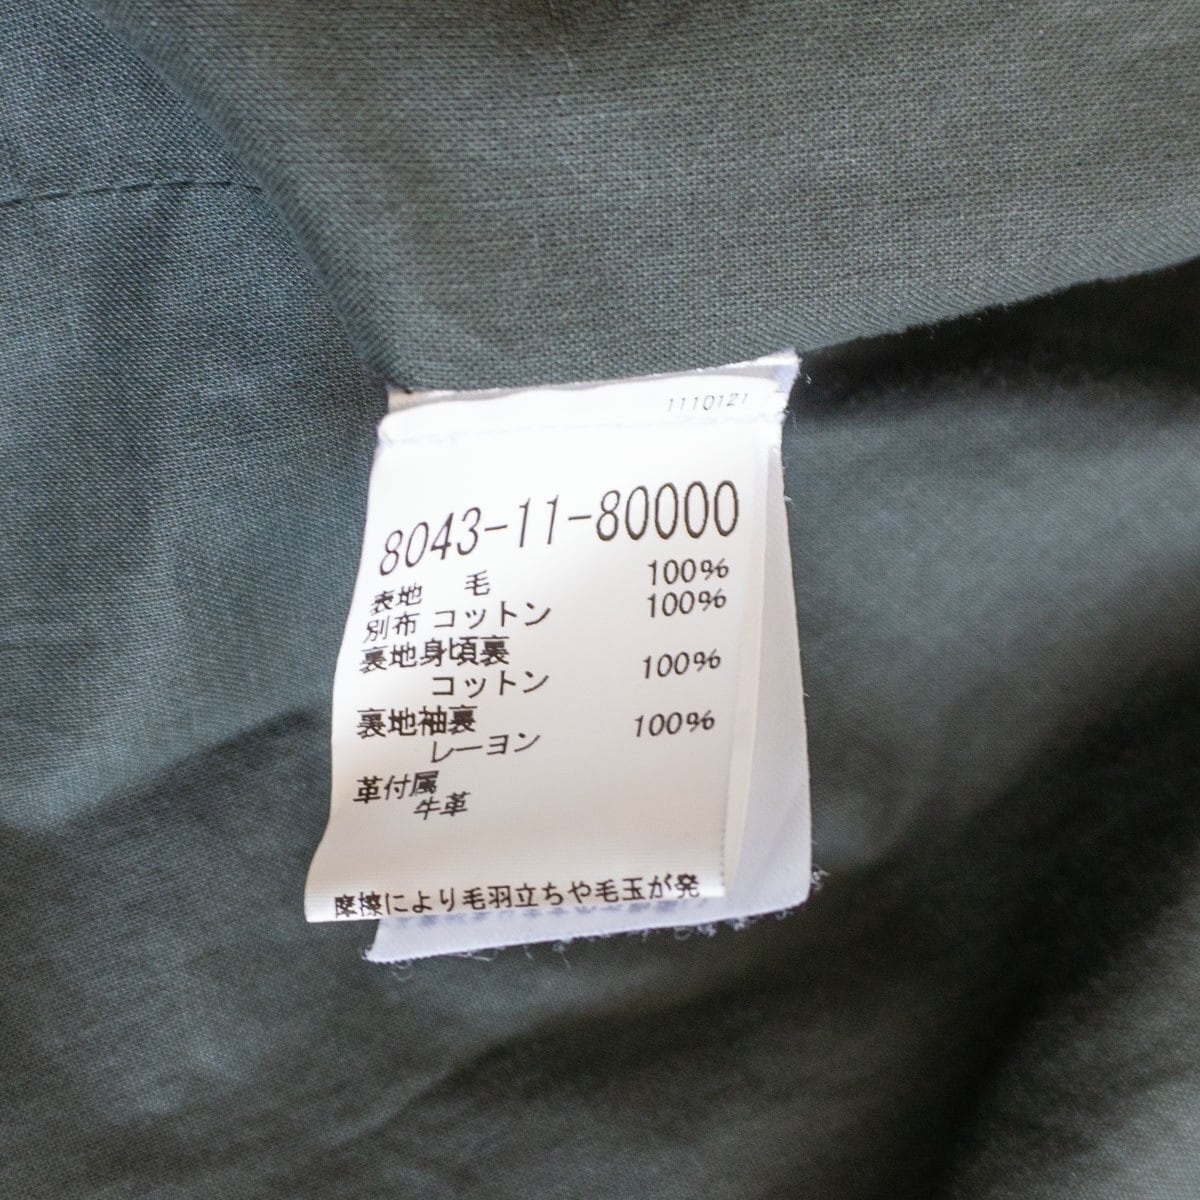 1110121
8043-11-80000
表地 毛 100%
別布 コットン 100%
裏地身頃裏
コットン 100%
裏地袖裏
レーヨン 100%
革付属
牛革
摩擦により毛羽立ちや毛玉が発